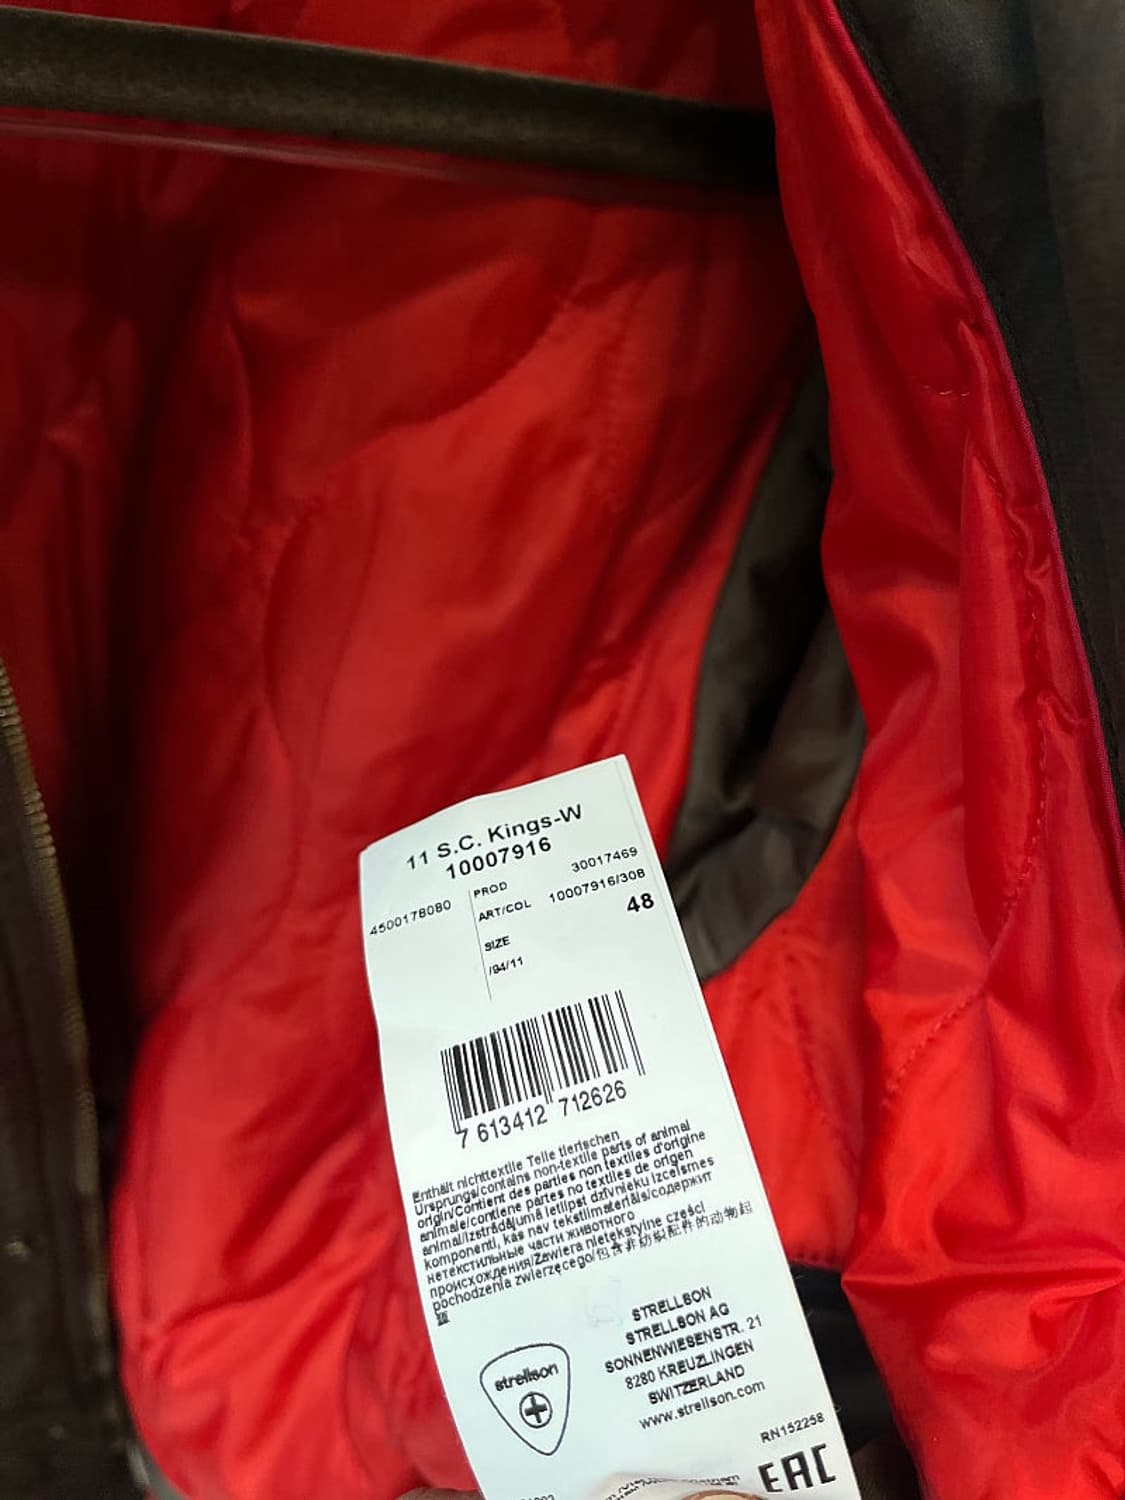 11 S.C. Kings-W
10007916
4500178080
PROD 30017469
ART/COL 10007916/308
SIZE 48
/94/11
7 613412 712626
Enthält nichttextile Teile tierischen
Ursprungs/contains non-textile parts of animal
origin/Contient des parties non textiles d'origine
animale/contiene partes no textiles de origen
animal/Izstrādājumā ietilpst dzīvnieku izcelsmes
komponenti, kas nav tekstilmateriāls/содержит
нетекстильные части животного
происхождения/Zawiera nietekstylne części
pochodzenia zwierzęcego/包含非纺织配件的动物起
源
strellson
STRELLSON
STRELLSON AG
SONNENWIESENSTR. 21
8280 KREUZLINGEN
SWITZERLAND
www.strellson.com
RN152258
EAC